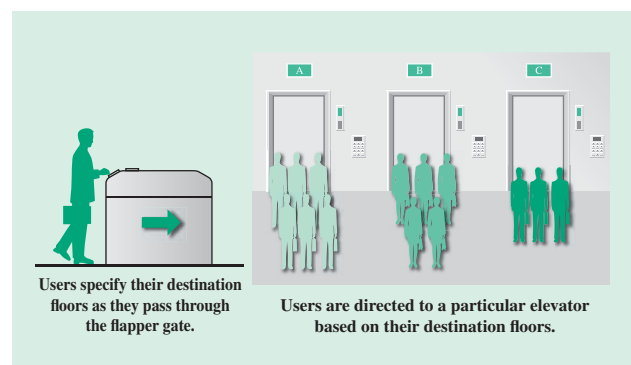 A B C
Users specify their destination
floors as they pass through
the flapper gate.
Users are directed to a particular elevator
based on their destination floors.